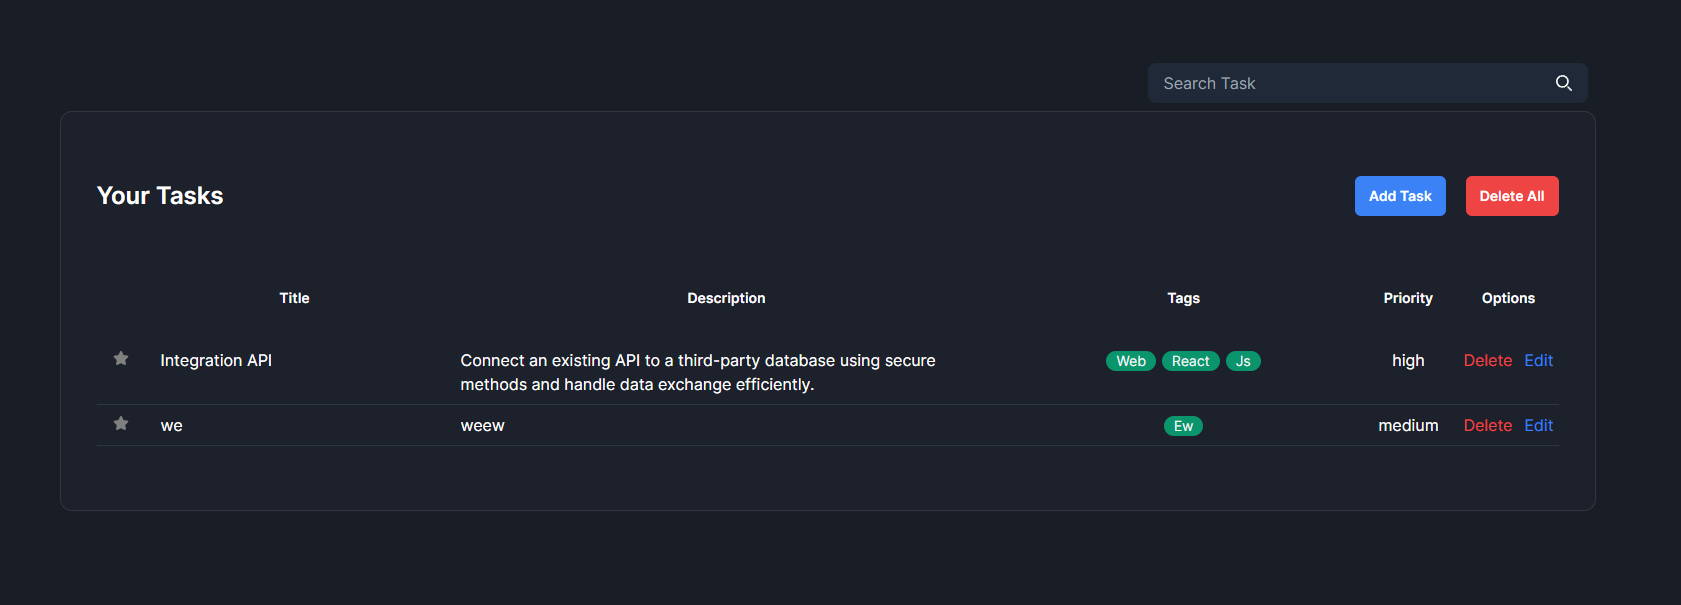 Search Task
Your Tasks
Add Task
Delete All
Title Description Tags Priority Options
Integration API Connect an existing API to a third-party database using secure Web React Js high Delete Edit
methods and handle data exchange efficiently.
we weew Ew medium Delete Edit